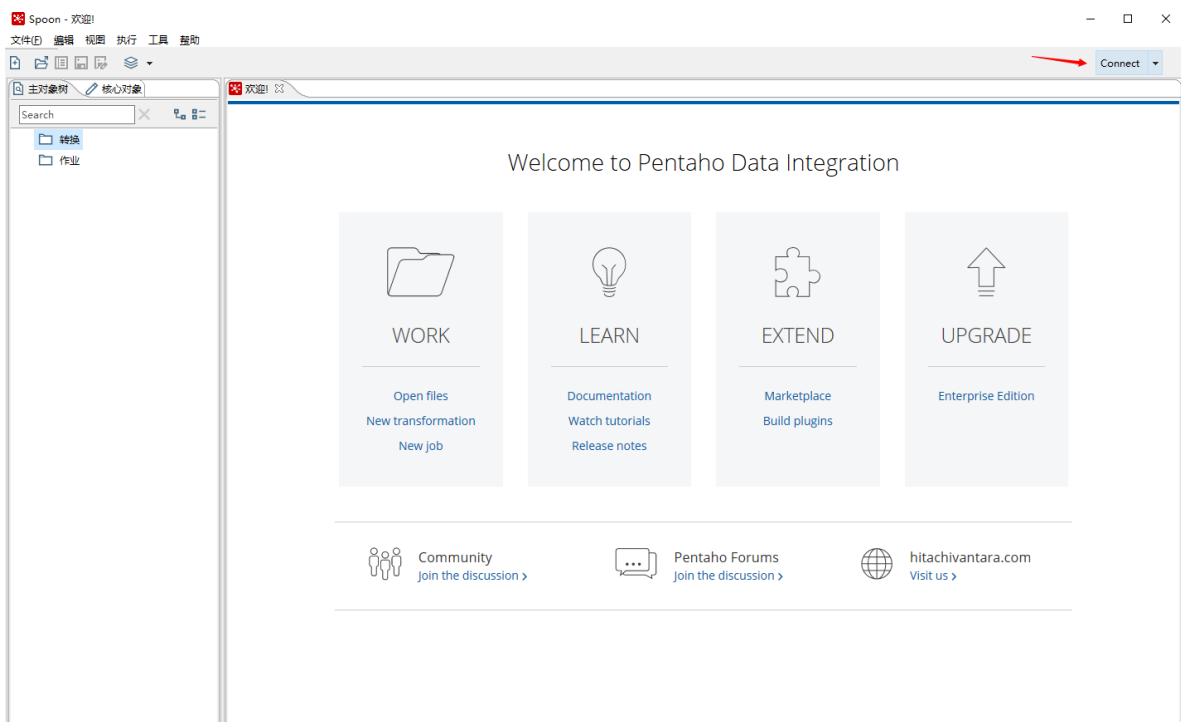 Spoon - 欢迎!
文件(F) 编辑 视图 执行 工具 帮助
Connect
主对象树 核心对象
欢迎!
Search
转换
作业
Welcome to Pentaho Data Integration
WORK
Open files
New transformation
New job
LEARN
Documentation
Watch tutorials
Release notes
EXTEND
Marketplace
Build plugins
UPGRADE
Enterprise Edition
Community
Join the discussion >
Pentaho Forums
Join the discussion >
hitachivantara.com
Visit us >